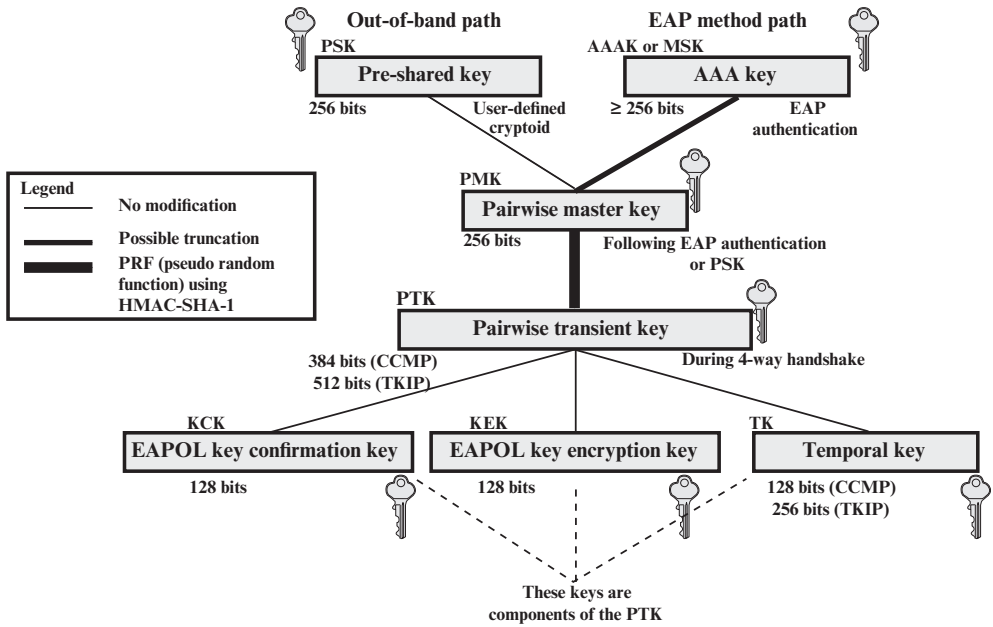 Out-of-band path
EAP method path
PSK
AAAK or MSK
Pre-shared key
AAA key
256 bits
User-defined
cryptoid
≥ 256 bits
EAP
authentication
Legend
No modification
Possible truncation
PRF (pseudo random
function) using
HMAC-SHA-1
PMK
Pairwise master key
256 bits
Following EAP authentication
or PSK
PTK
Pairwise transient key
384 bits (CCMP)
512 bits (TKIP)
During 4-way handshake
KCK
KEK
TK
EAPOL key confirmation key
EAPOL key encryption key
Temporal key
128 bits
128 bits
128 bits (CCMP)
256 bits (TKIP)
These keys are
components of the PTK